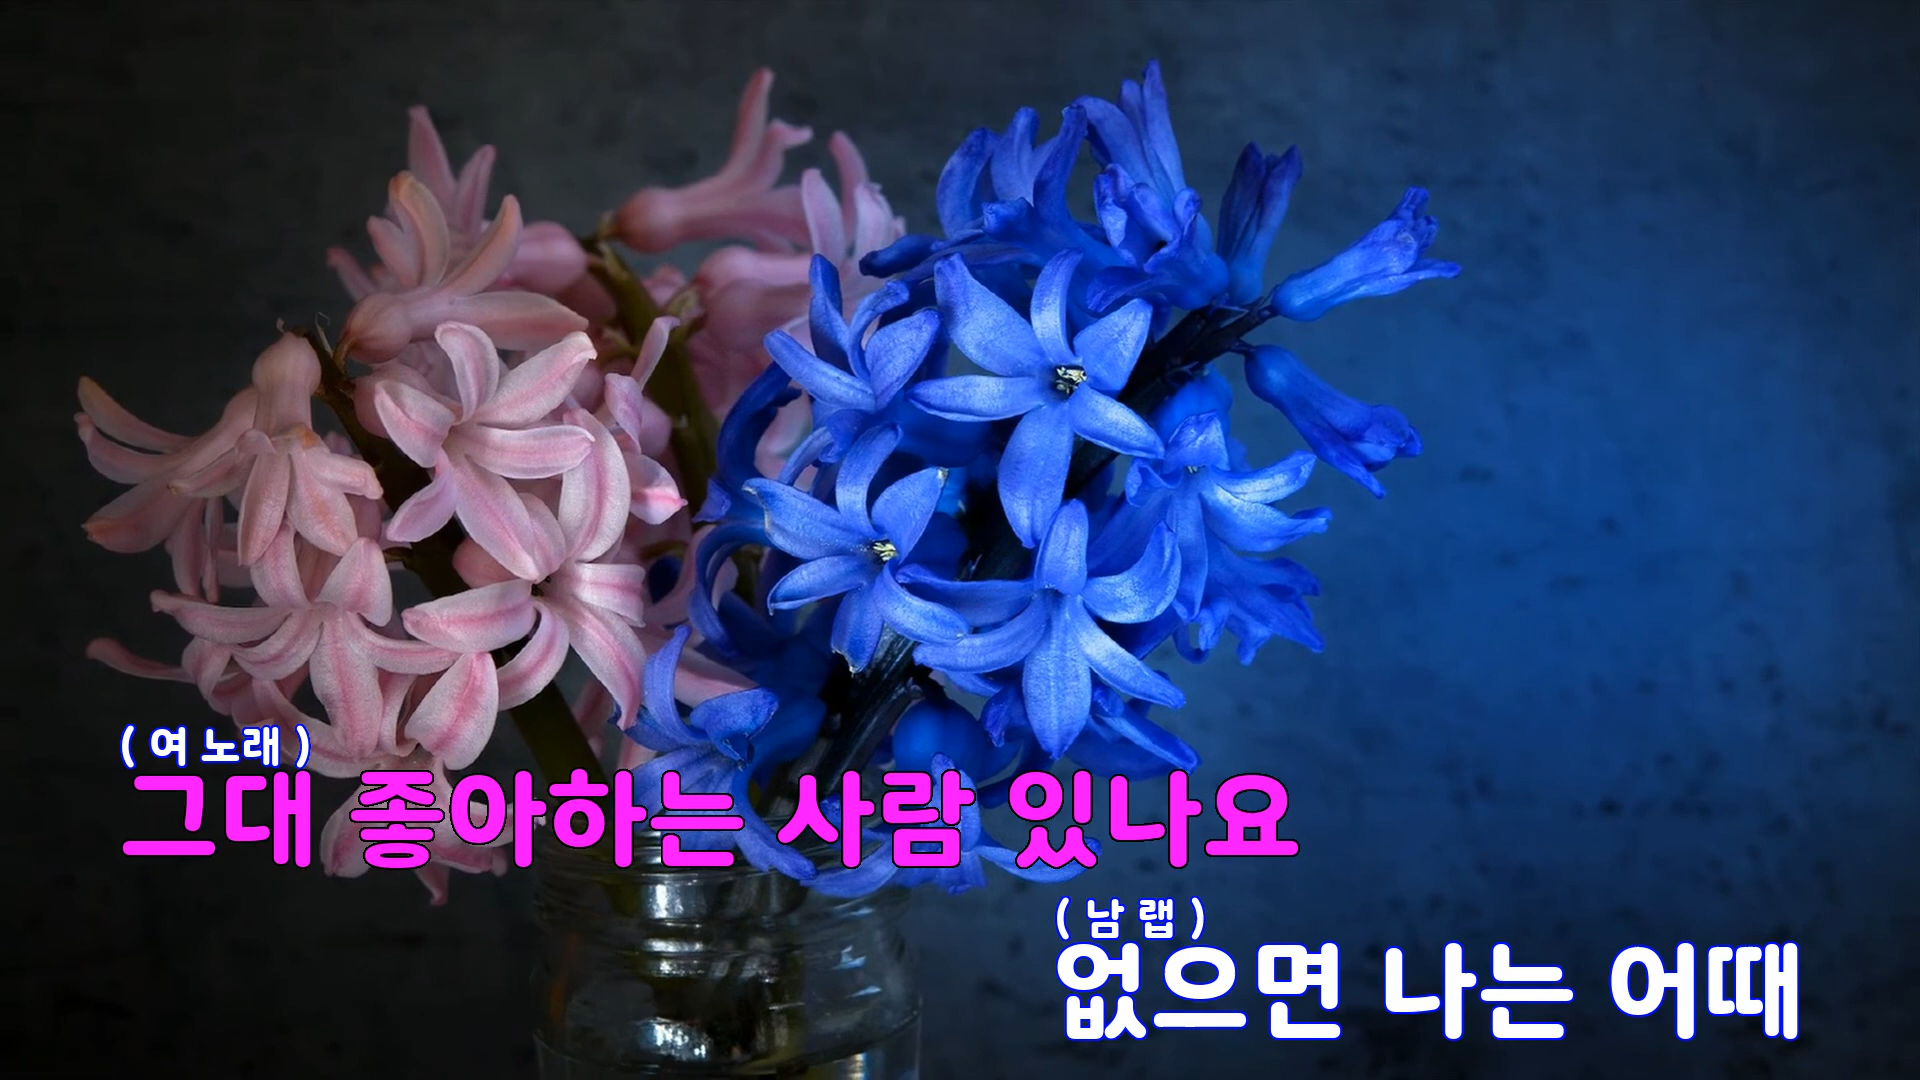 ( 여 노래 )
그대 좋아하는 사람 있나요
( 남 랩 )
없으면 나는 어때